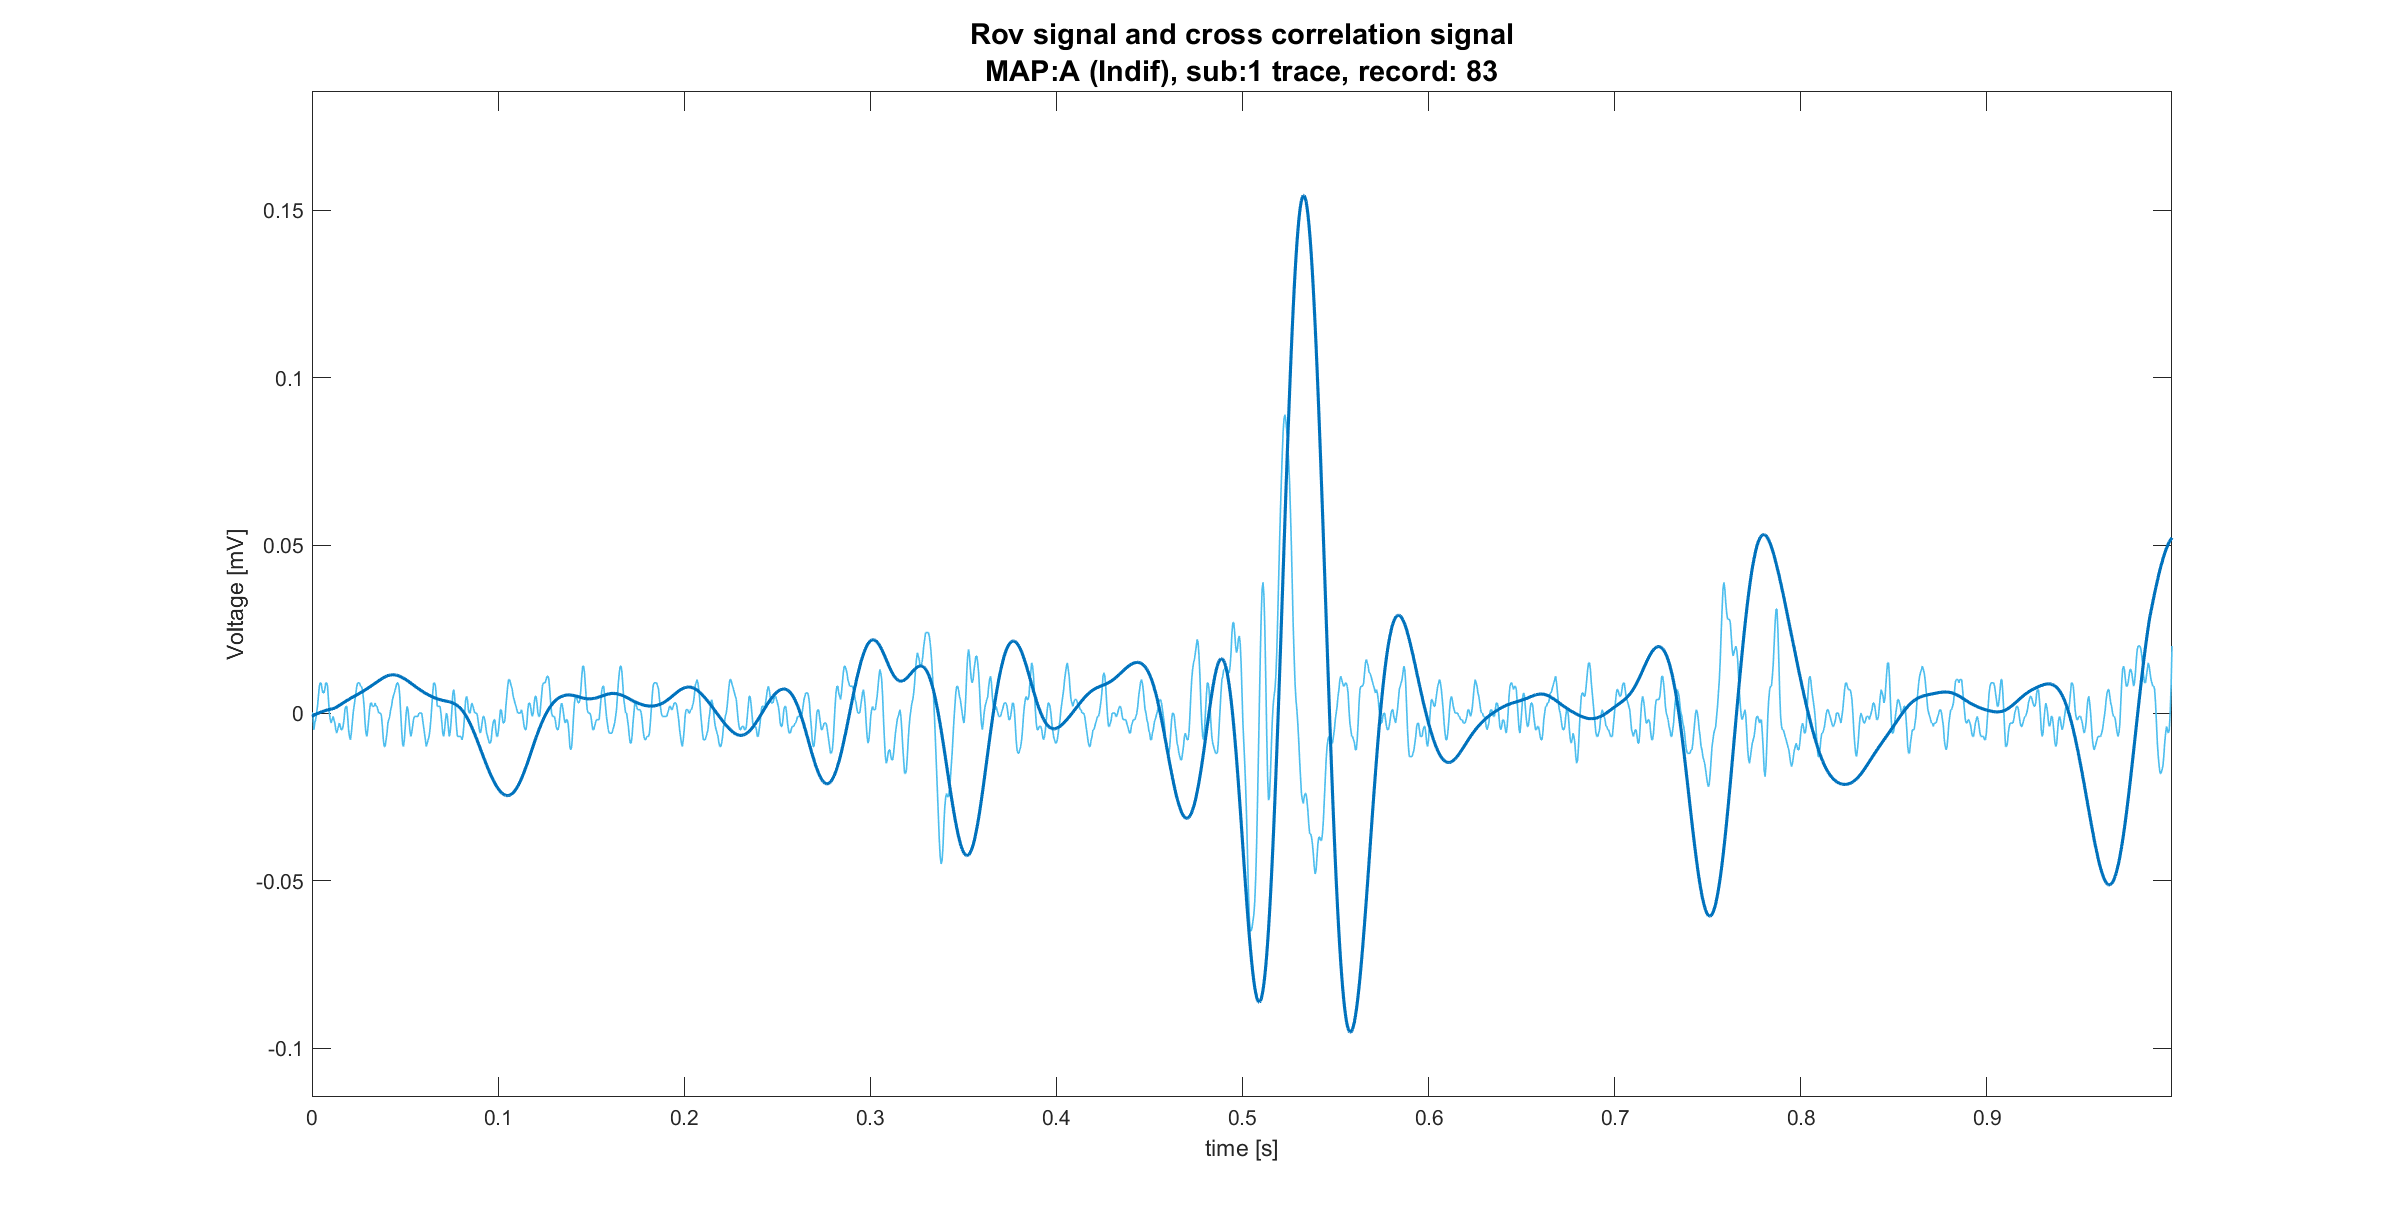 Rov signal and cross correlation signal
MAP:A (Indif), sub:1 trace, record: 83
0.15
0.1
0.05
0
-0.05
-0.1
Voltage [mV]
0 0.1 0.2 0.3 0.4 0.5 0.6 0.7 0.8 0.9
time [s]